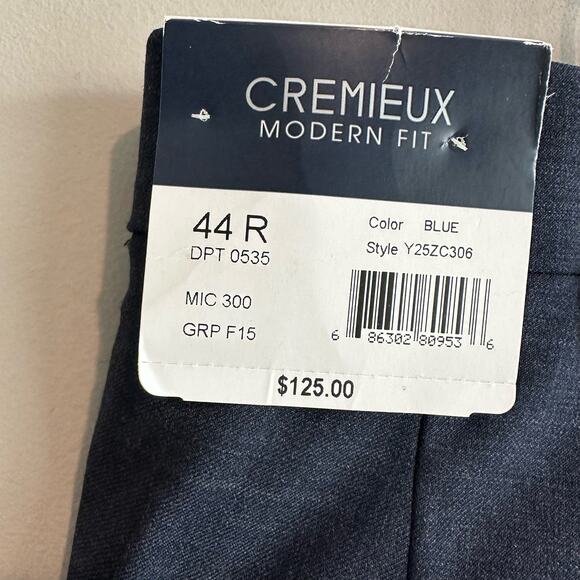 CREMIEUX
MODERN FIT
44 R
DPT 0535
MIC 300
GRP F15
Color BLUE
Style Y25ZC306
6 86302 80953 6
$125.00